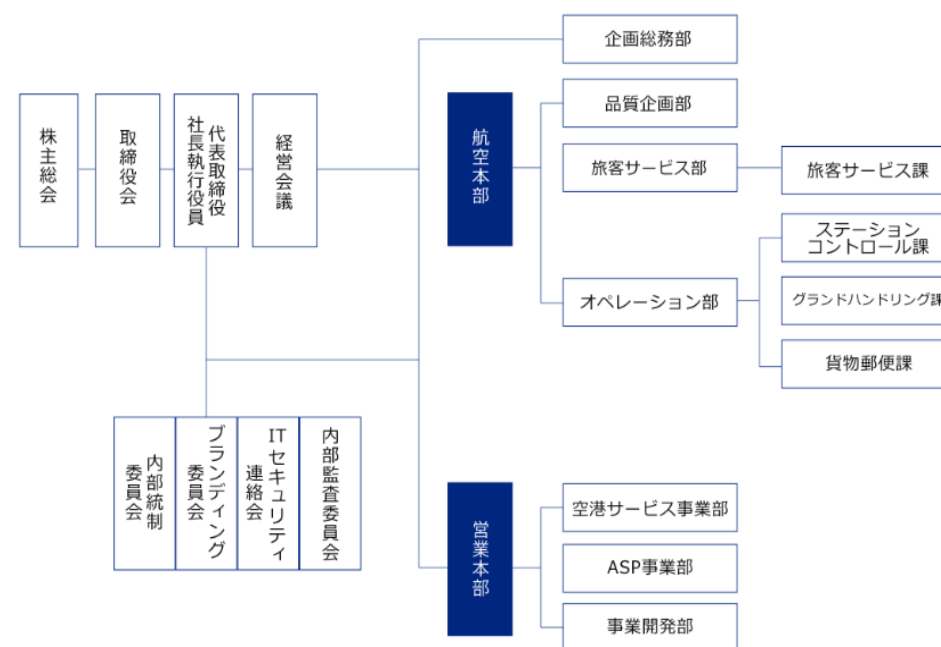 株主総会
取締役会
代表取締役
社長執行役員
経営会議
内部統制
委員会
ブランディング
委員会
ITセキュリティ
連絡会
内部監査委員会
企画総務部
航空本部
品質企画部
旅客サービス部
旅客サービス課
オペレーション部
ステーション
コントロール課
グランドハンドリング課
貨物郵便課
営業本部
空港サービス事業部
ASP事業部
事業開発部